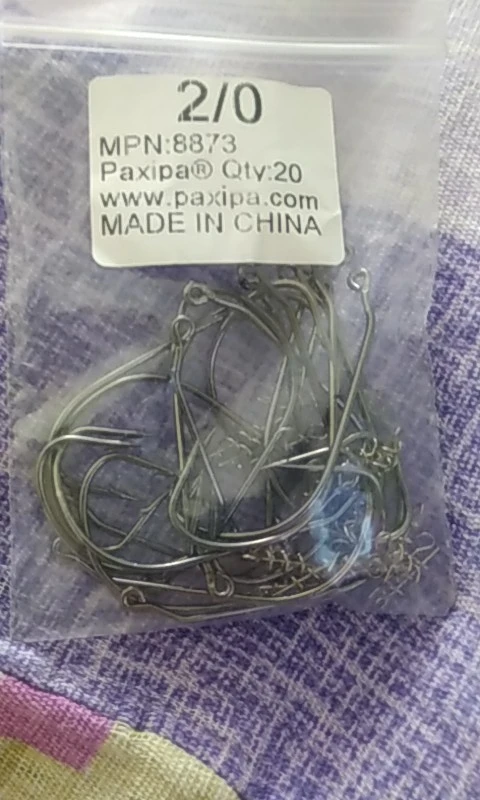 2/0
MPN:8873
Paxipa® Qty:20
www.paxipa.com
MADE IN CHINA